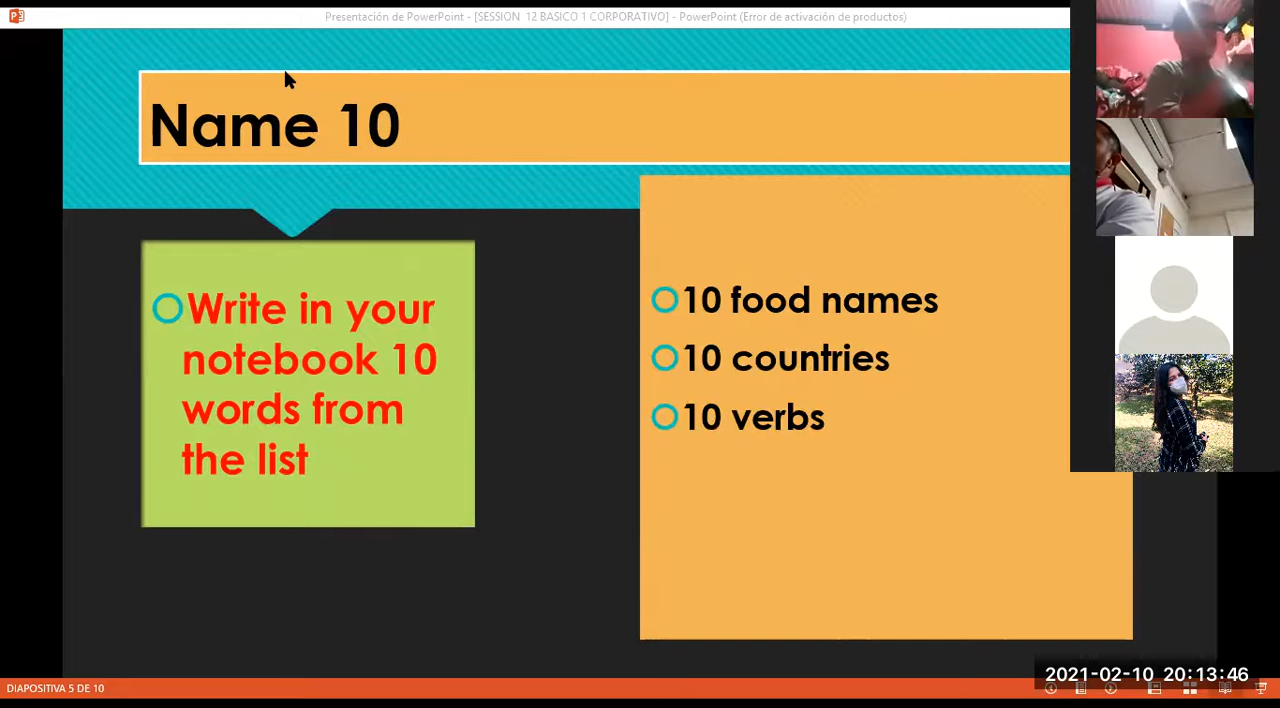 Presentación de PowerPoint - [SESSION 12 BASICO 1 CORPORATIVO] - PowerPoint (Error de activación de productos)
Name 10
Write in your
notebook 10
words from
the list
10 food names
10 countries
10 verbs
2021-02-10 20:13:46
DIAPOSITIVA 5 DE 10